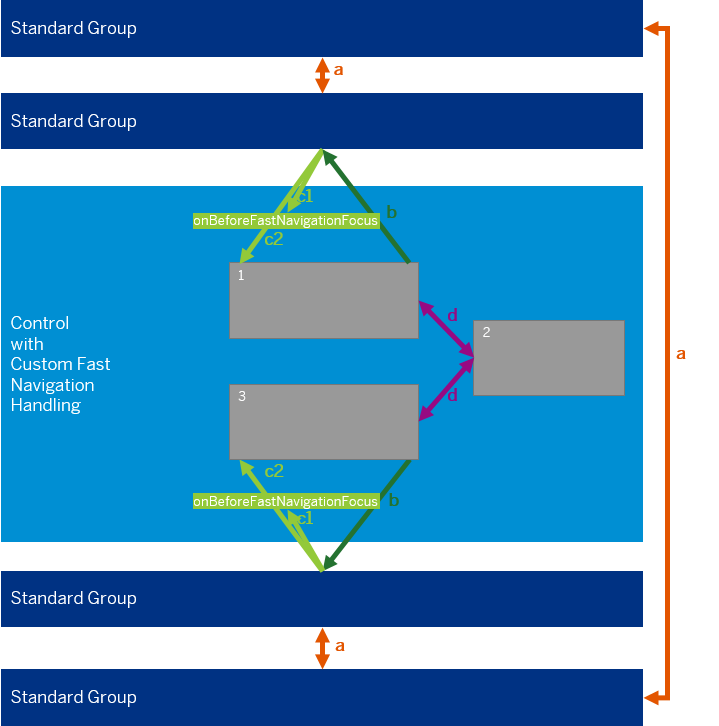 Standard Group
a
Standard Group
c1
b
onBeforeFastNavigationFocus
c2
1
d
2
Control
with
Custom Fast
Navigation
Handling
a
3
d
c2
onBeforeFastNavigationFocus
b
c1
Standard Group
a
Standard Group